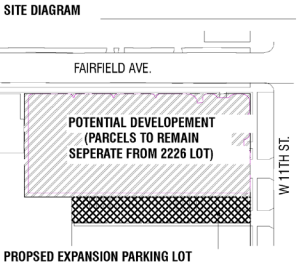 SITE DIAGRAM
FAIRFIELD AVE.
POTENTIAL DEVELOPEMENT
(PARCELS TO REMAIN
SEPERATE FROM 2226 LOT)
W 11TH ST.
PROPSED EXPANSION PARKING LOT